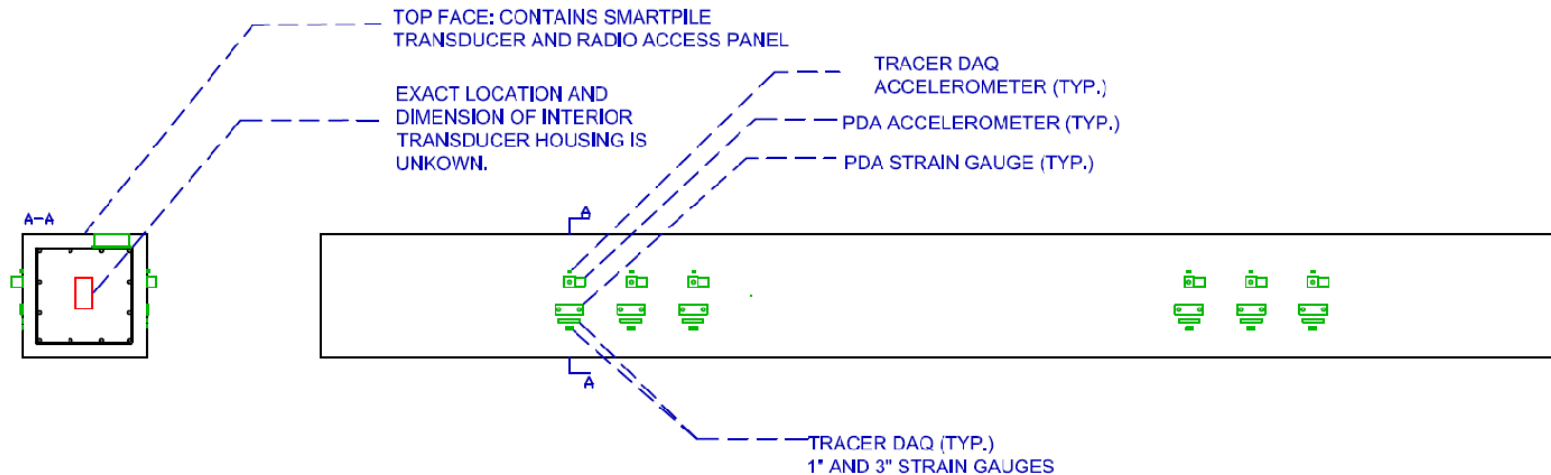 TOP FACE: CONTAINS SMARTPILE
TRANSDUCER AND RADIO ACCESS PANEL
EXACT LOCATION AND
DIMENSION OF INTERIOR
TRANSDUCER HOUSING IS
UNKOWN.
TRACER DAQ
ACCELEROMETER (TYP.)
PDA ACCELEROMETER (TYP.)
PDA STRAIN GAUGE (TYP.)
A-A
A
A
TRACER DAQ (TYP.)
1" AND 3" STRAIN GAUGES